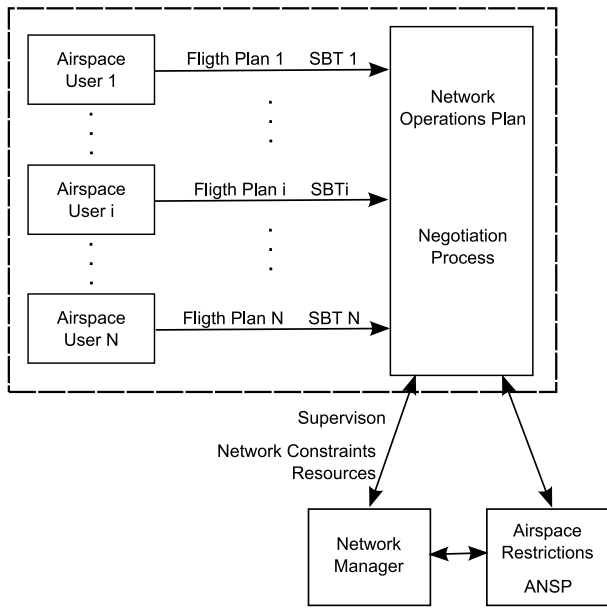 Airspace
User 1
Fligth Plan 1 SBT 1
Network
Operations Plan
Airspace
User i
Fligth Plan i SBTi
Negotiation
Process
Airspace
User N
Fligth Plan N SBT N
Supervison
Network Constraints
Resources
Network
Manager
Airspace
Restrictions
ANSP